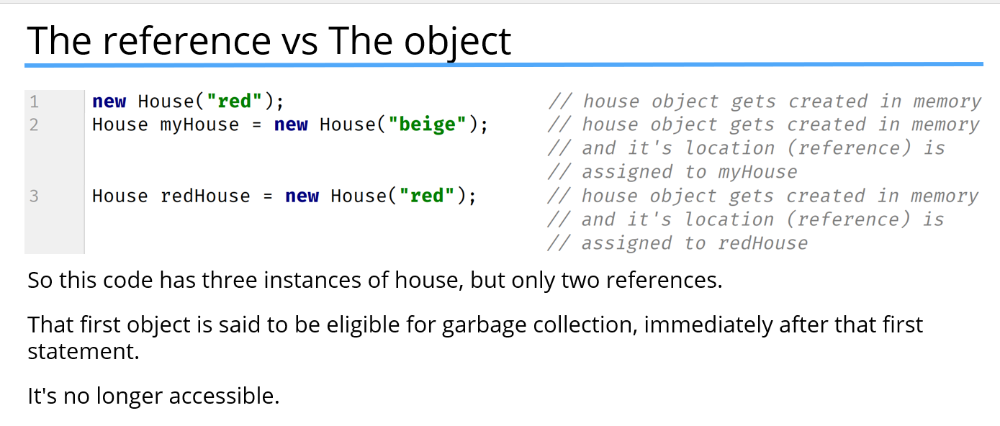 The reference vs The object
1 new House("red"); // house object gets created in memory
2 House myHouse = new House("beige"); // house object gets created in memory
// and it's location (reference) is
// assigned to myHouse
3 House redHouse = new House("red"); // house object gets created in memory
// and it's location (reference) is
// assigned to redHouse
So this code has three instances of house, but only two references.
That first object is said to be eligible for garbage collection, immediately after that first
statement.
It's no longer accessible.